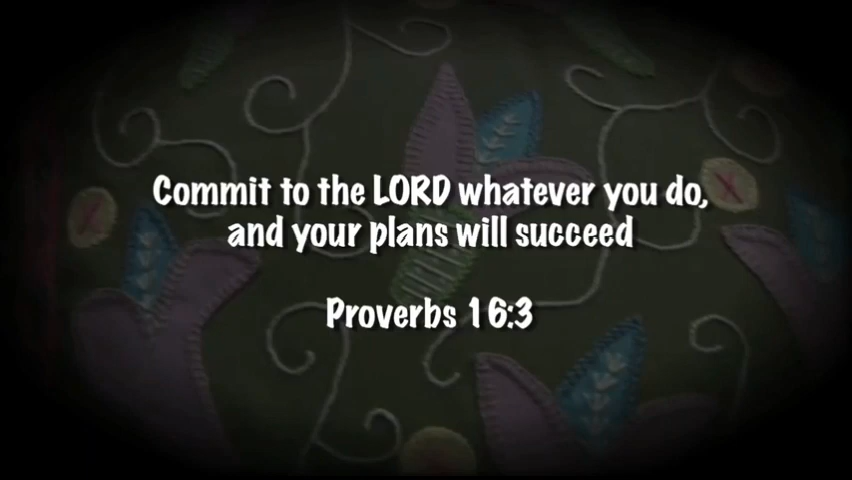 Commit to the LORD whatever you do,
and your plans will succeed
Proverbs 16:3